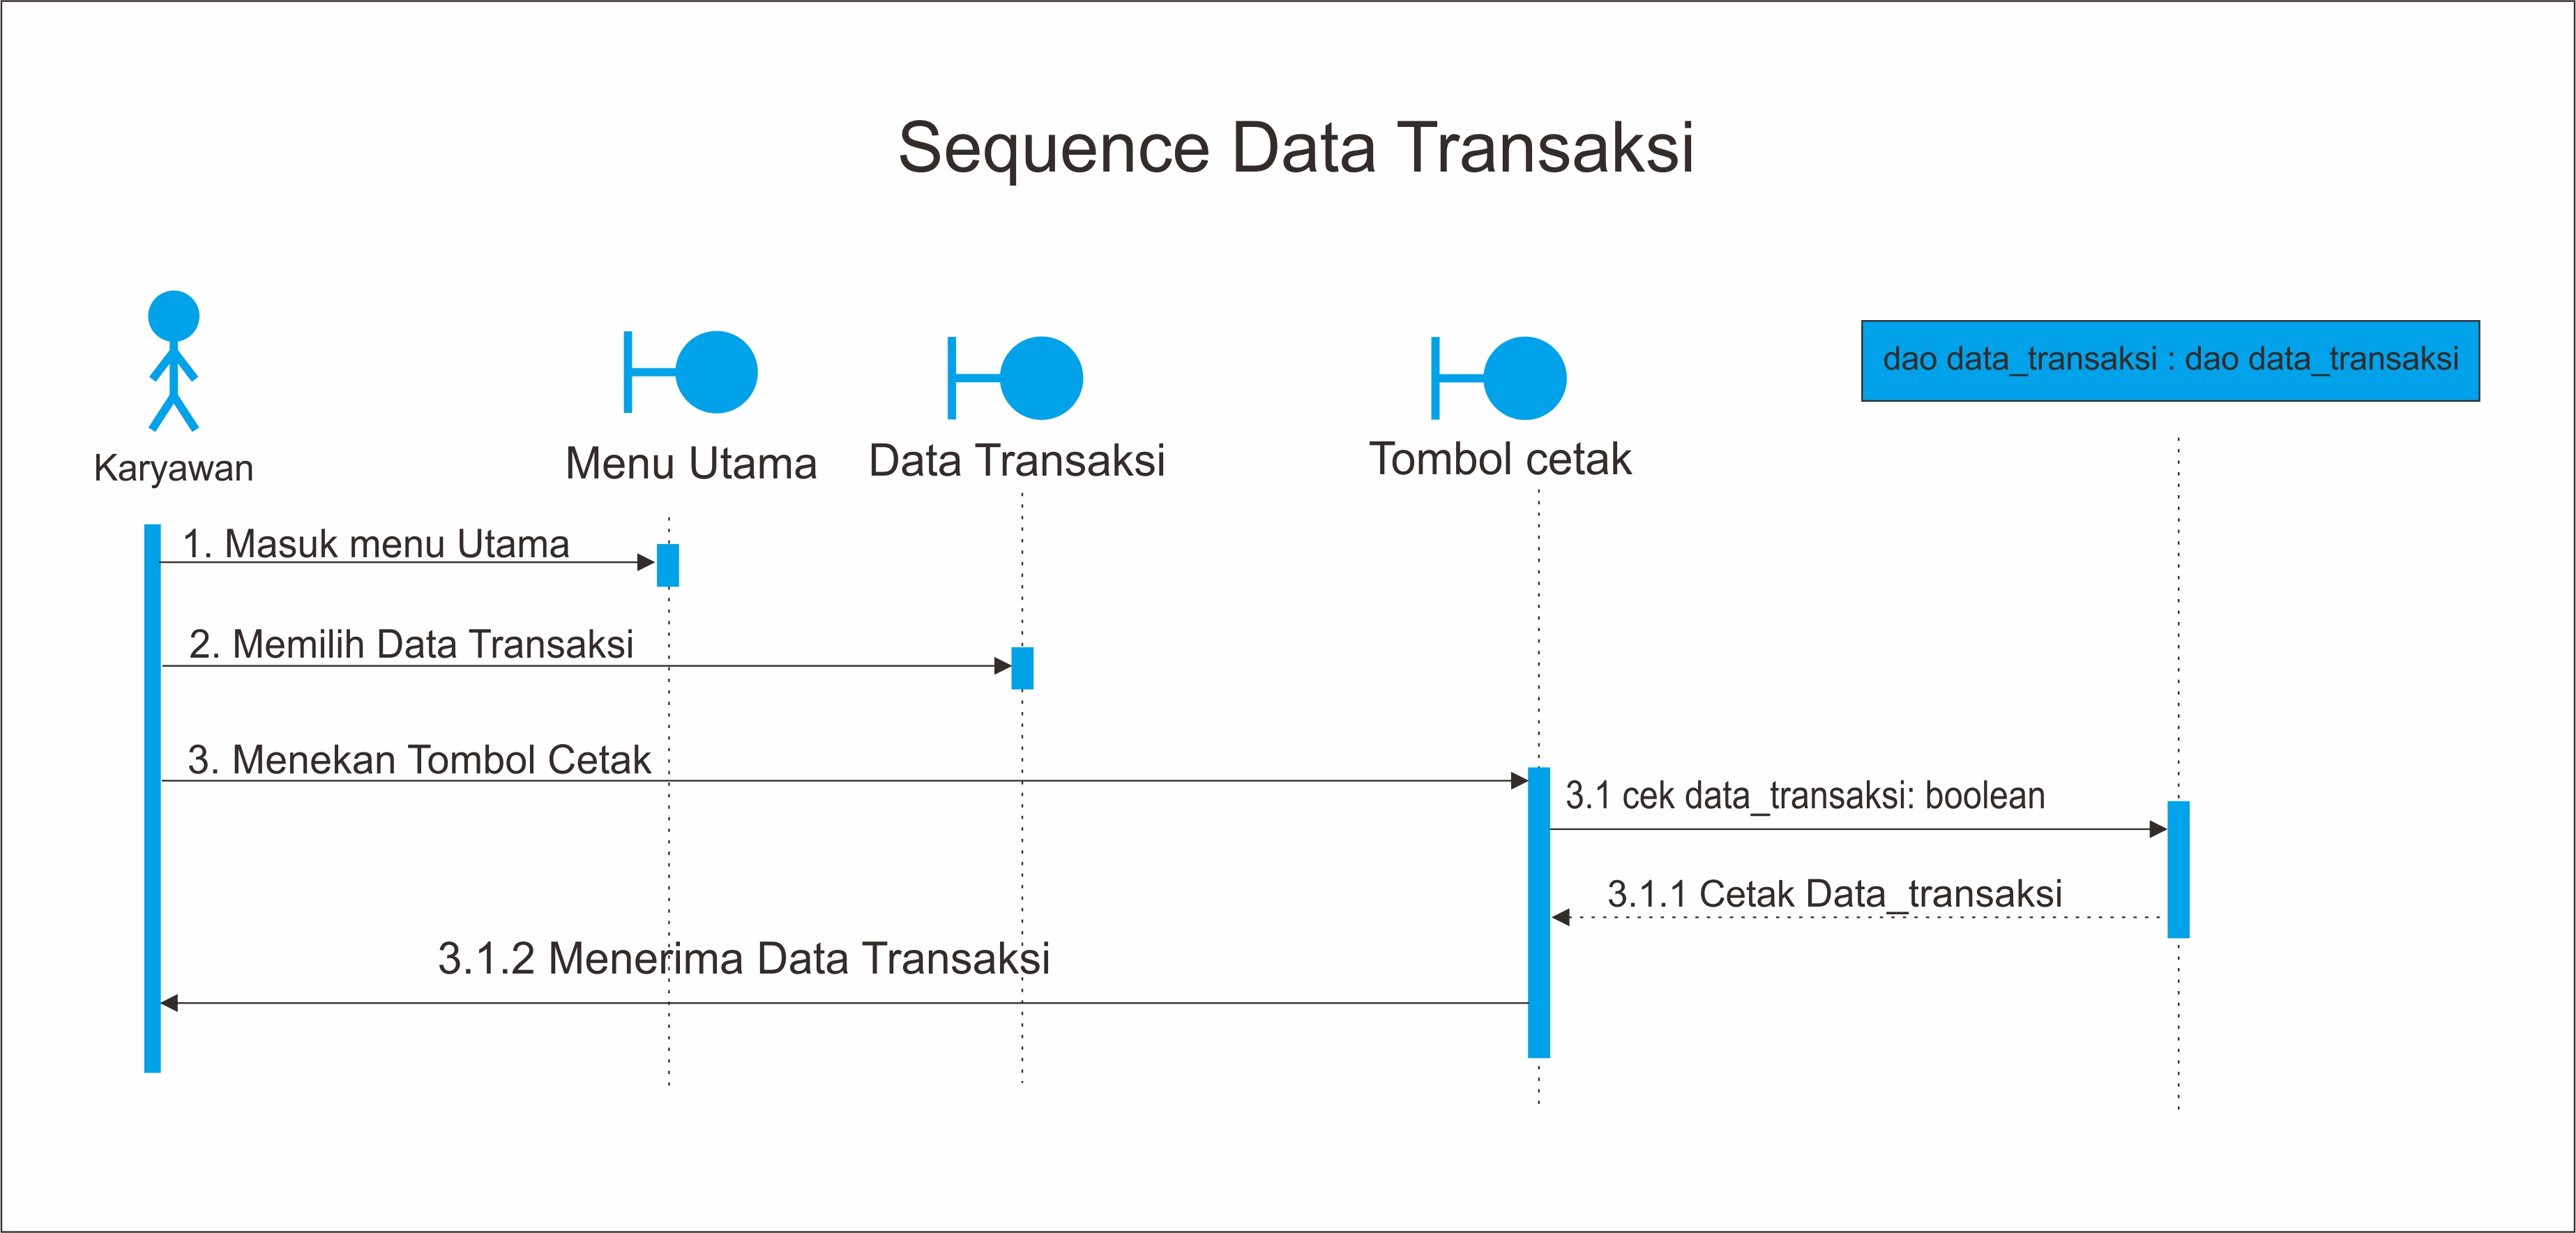 Sequence Data Transaksi
Karyawan
Menu Utama
Data Transaksi
Tombol cetak
dao data_transaksi : dao data_transaksi
1. Masuk menu Utama
2. Memilih Data Transaksi
3. Menekan Tombol Cetak
3.1 cek data_transaksi: boolean
3.1.1 Cetak Data_transaksi
3.1.2 Menerima Data Transaksi